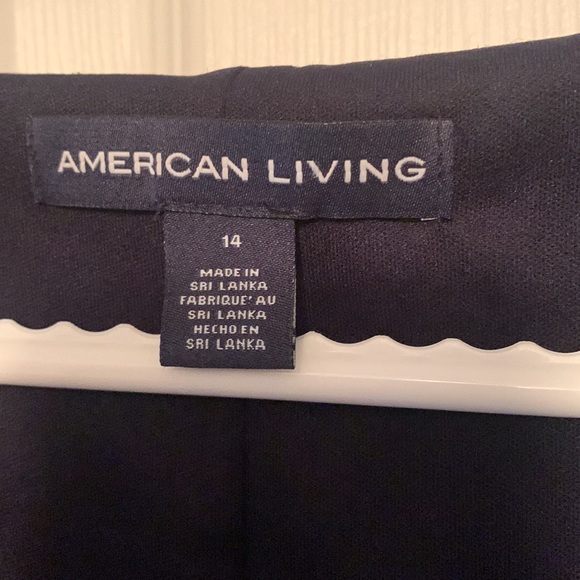 AMERICAN LIVING
14
MADE IN
SRI LANKA
FABRIQUE' AU
SRI LANKA
HECHO EN
SRI LANKA